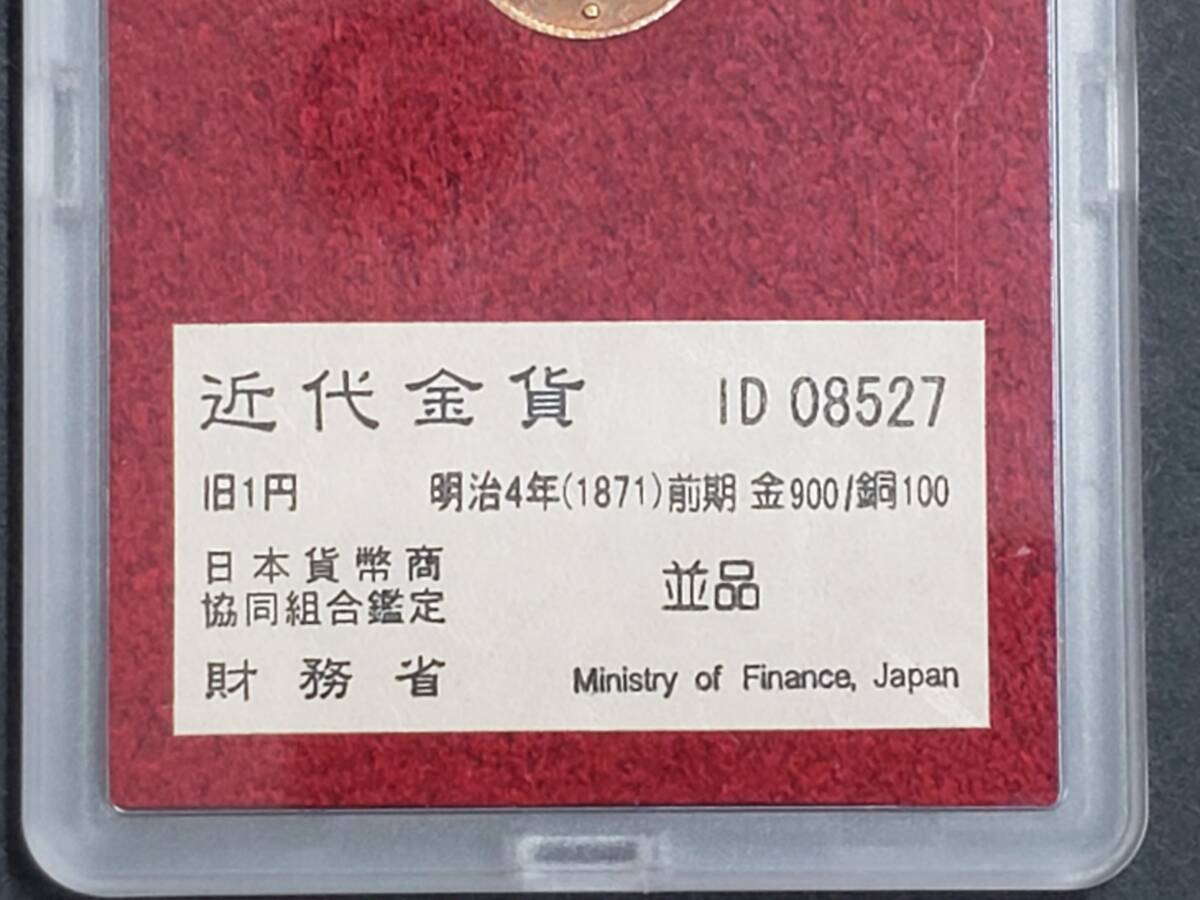 近代金貨 ID 08527
旧1円 明治4年(1871)前期 金900/銅100
日本貨幣商
協同組合鑑定
並品
財務省 Ministry of Finance, Japan